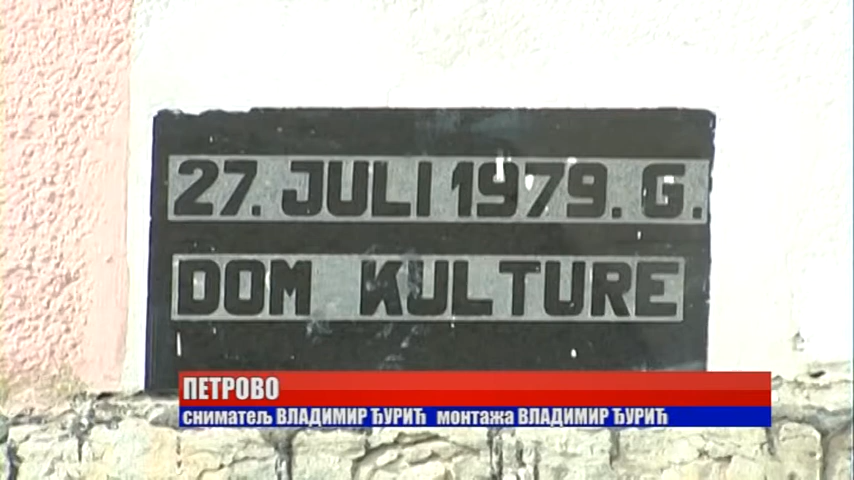 27. JULI 1979. G.
DOM KULTURE
ПЕТРОВО
сниматељ ВЛАДИМИР ЂУРИЋ монтажа ВЛАДИМИР ЂУРИЋ